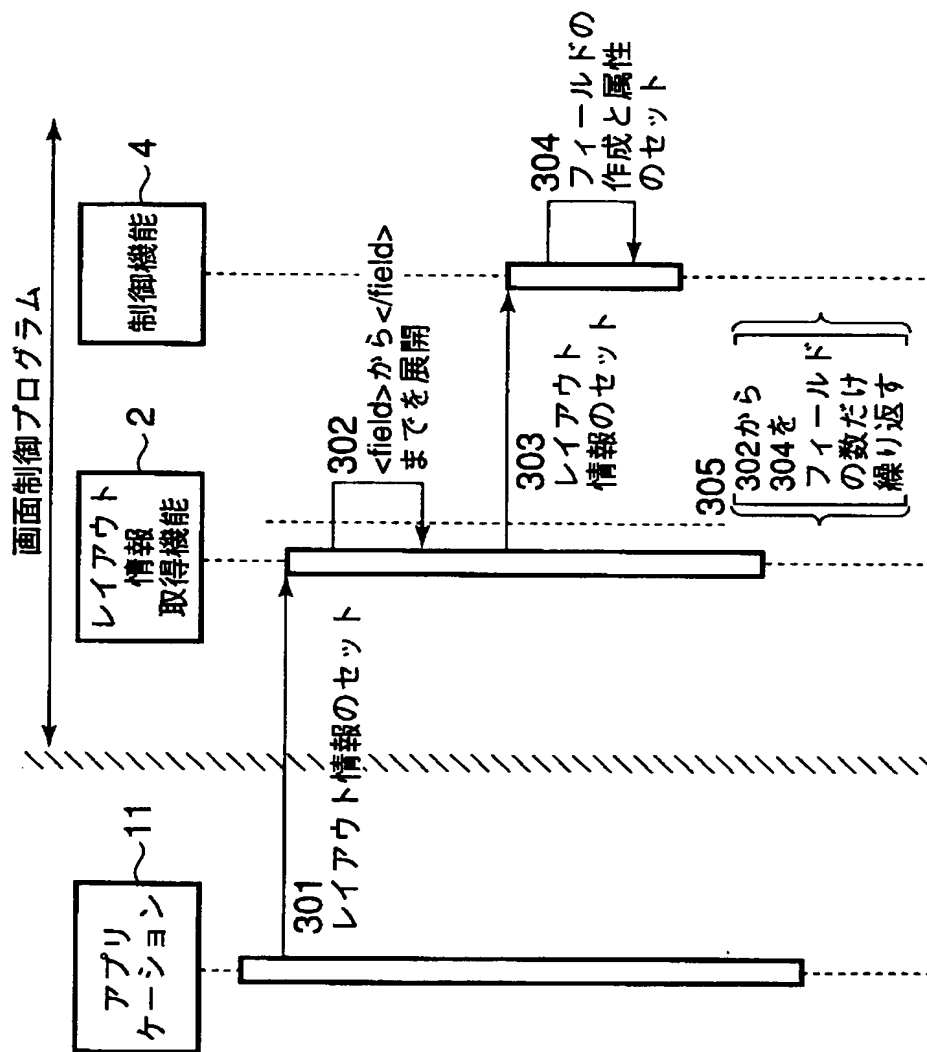 画面制御プログラム
アプリ
ケーション
11
レイアウト
情報
取得機能
2
制御機能
4
301
レイアウト情報のセット
302
<field>から</field>
までを展開
303
レイアウト
情報のセット
304
フィールドの
作成と属性
のセット
305
302から
304を
フィールド
の数だけ
繰り返す